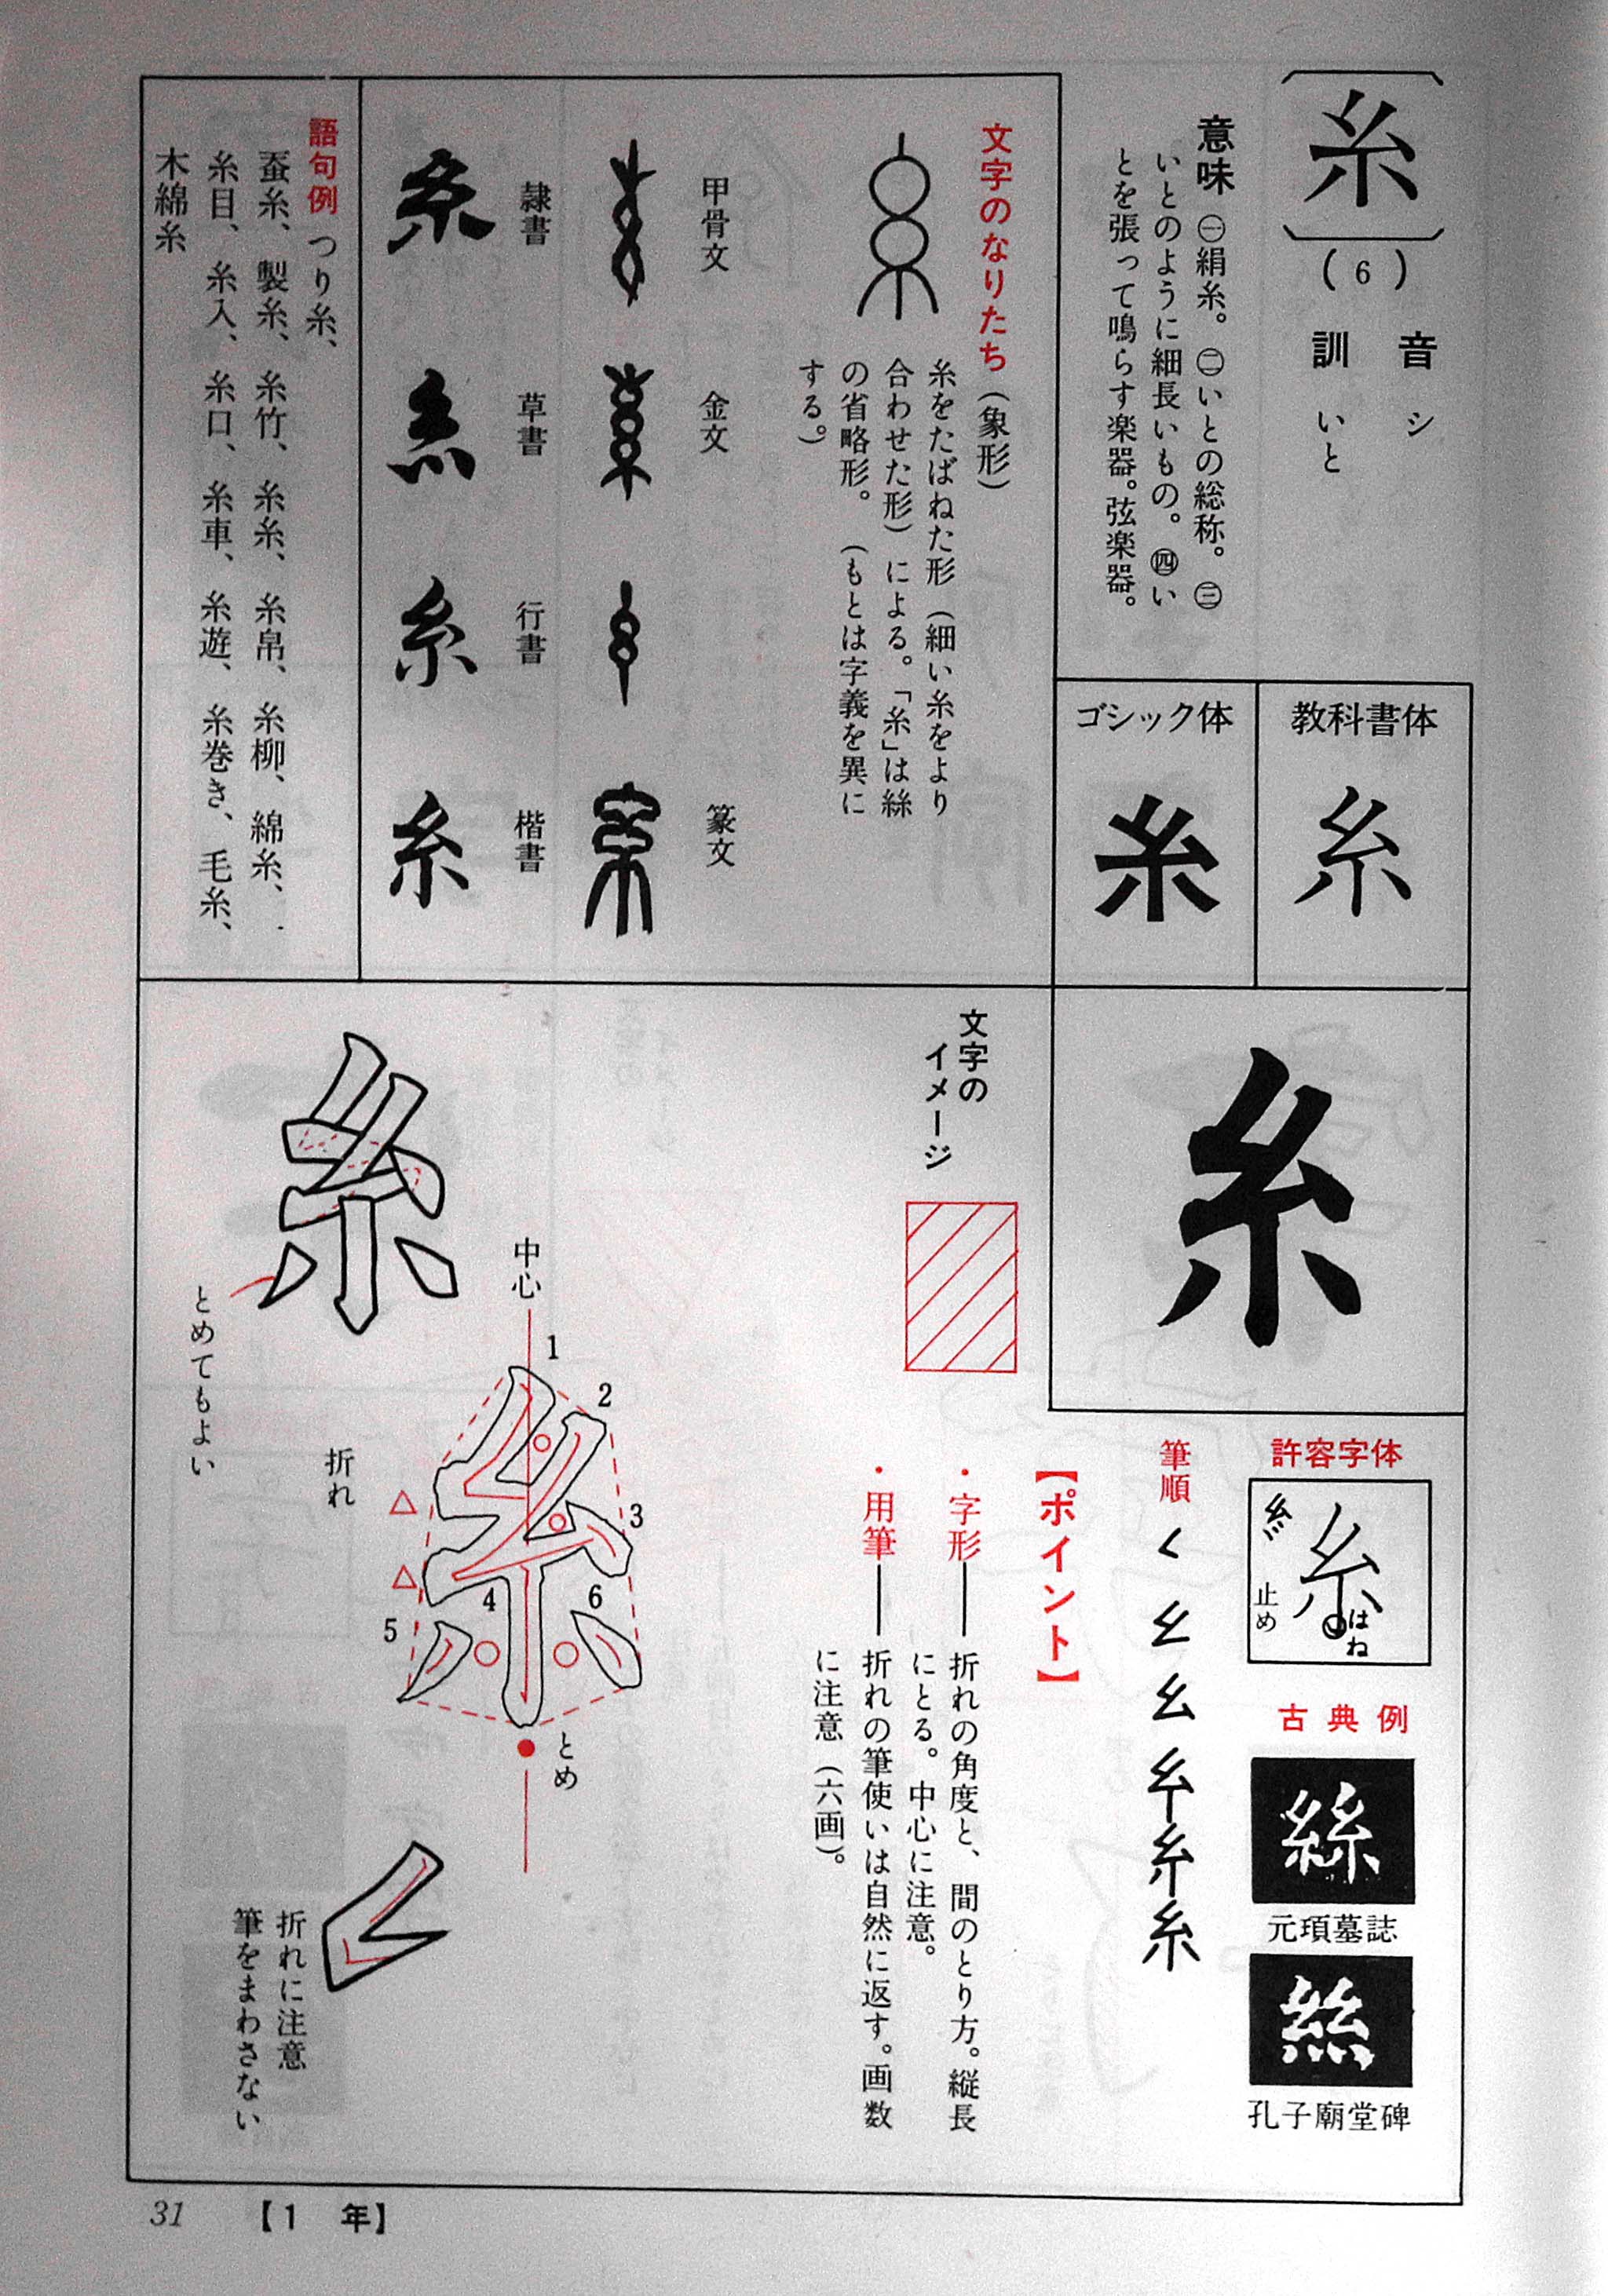 糸
(6)
音 シ
訓 いと
意味 ㊀絹糸。㊁いとの総称。㊂
いとのように細長いもの。㊃い
とを張って鳴らす楽器。弦楽器。
文字のなりたち（象形）
糸をたばねた形（細い糸をより
合わせた形）による。「糸」は絲
の省略形。（もとは字義を異に
する。）
甲骨文
金文
篆文
隷書
草書
行書
楷書
糸
糸
糸
糸
語句例 つり糸、
蚕糸、製糸、糸竹、糸糸、糸帛、糸柳、綿糸、
糸目、糸入、糸口、糸車、糸遊、糸巻き、毛糸、
木綿糸
教科書体
糸
ゴシック体
糸
糸
文字の
イメージ
許容字体
糸
糸
止め
はね
古典例
絲
元頊墓誌
絲
孔子廟堂碑
筆順
糸
【ポイント】
・字形──折れの角度と、間のとり方。縦長
にとる。中心に注意。
・用筆──折れの筆使いは自然に返す。画数
に注意（六画）。
糸
とめてもよい
中心
糸
1
2
3
4
5
6
折れ
とめ
折れに注意
筆をまわさない
31 【1 年】